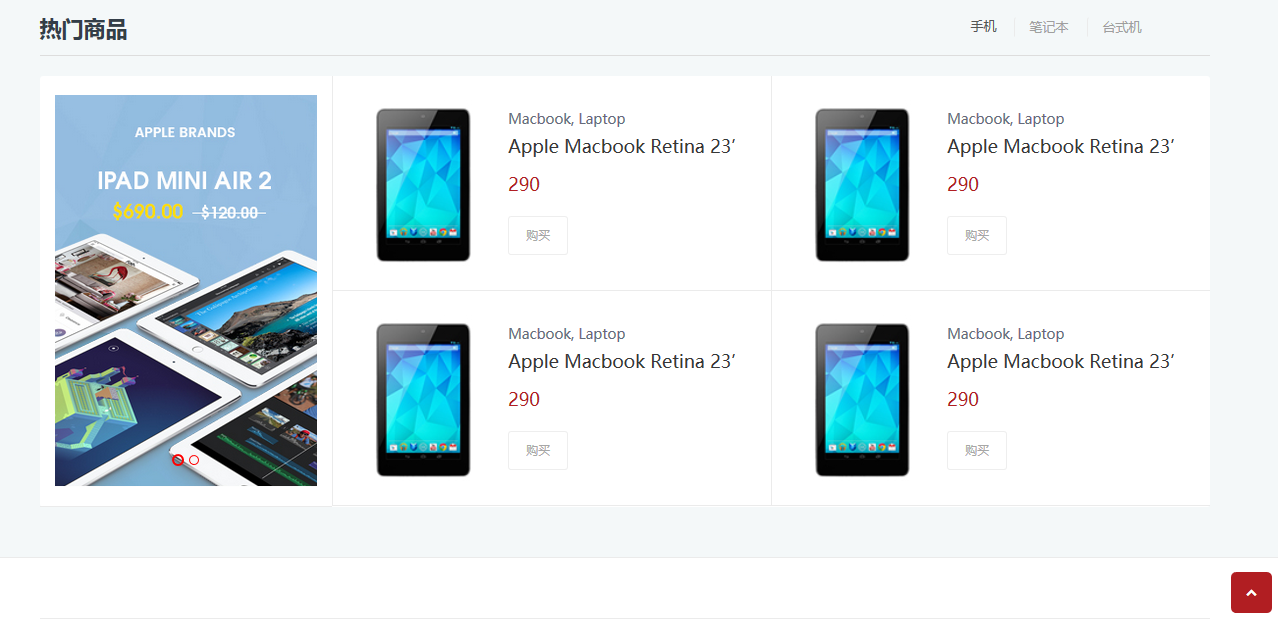 热门商品
手机
笔记本
台式机
APPLE BRANDS
IPAD MINI AIR 2
$690.00 $120.00
Macbook, Laptop
Apple Macbook Retina 23′
290
购买
Macbook, Laptop
Apple Macbook Retina 23′
290
购买
Macbook, Laptop
Apple Macbook Retina 23′
290
购买
Macbook, Laptop
Apple Macbook Retina 23′
290
购买